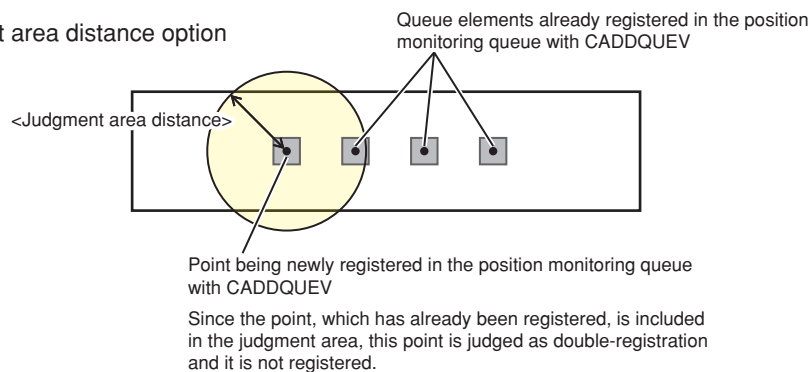 t area distance option
Queue elements already registered in the position
monitoring queue with CADDQUEV
<Judgment area distance>
Point being newly registered in the position monitoring queue
with CADDQUEV
Since the point, which has already been registered, is included
in the judgment area, this point is judged as double-registration
and it is not registered.